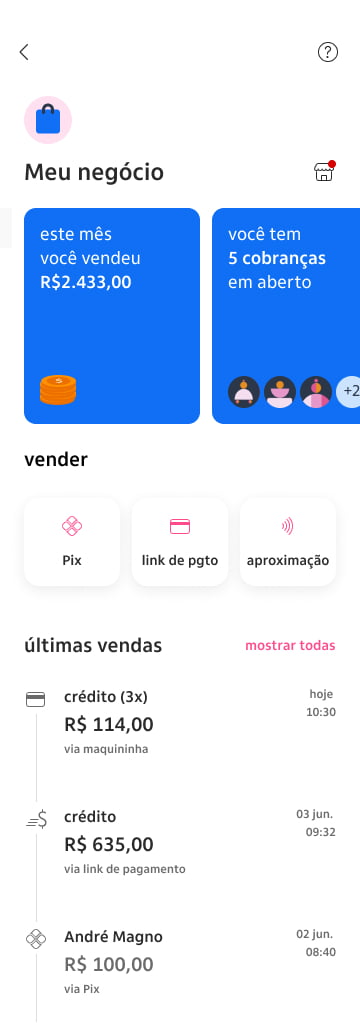 Meu negócio
este mês
você vendeu
R$2.433,00
você tem
5 cobranças
em aberto
+2
vender
Pix
link de pgto
aproximação
últimas vendas
mostrar todas
crédito (3x)
hoje
R$ 114,00
10:30
via maquininha
crédito
03 jun.
R$ 635,00
09:32
via link de pagamento
André Magno
02 jun.
R$ 100,00
08:40
via Pix